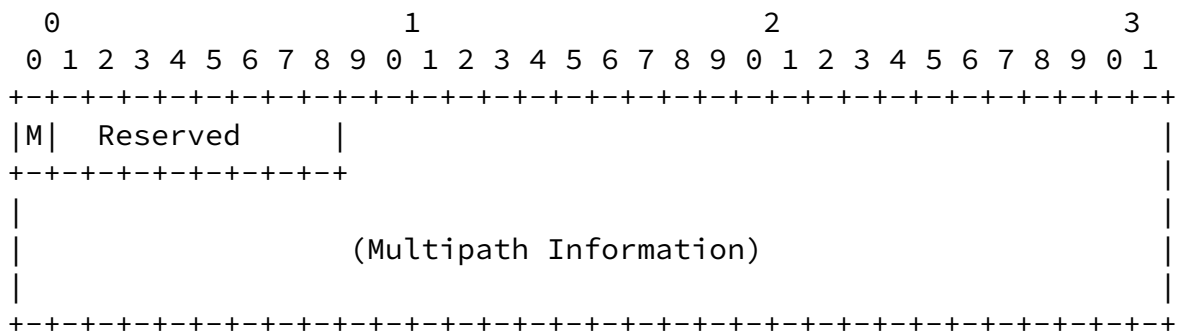 0                   1                   2                   3
 0 1 2 3 4 5 6 7 8 9 0 1 2 3 4 5 6 7 8 9 0 1 2 3 4 5 6 7 8 9 0 1
+-+-+-+-+-+-+-+-+-+-+-+-+-+-+-+-+-+-+-+-+-+-+-+-+-+-+-+-+-+-+-+-+
|M|  Reserved     |                                             |
+-+-+-+-+-+-+-+-+-+                                             |
|                                                               |
|                  (Multipath Information)                      |
|                                                               |
+-+-+-+-+-+-+-+-+-+-+-+-+-+-+-+-+-+-+-+-+-+-+-+-+-+-+-+-+-+-+-+-+